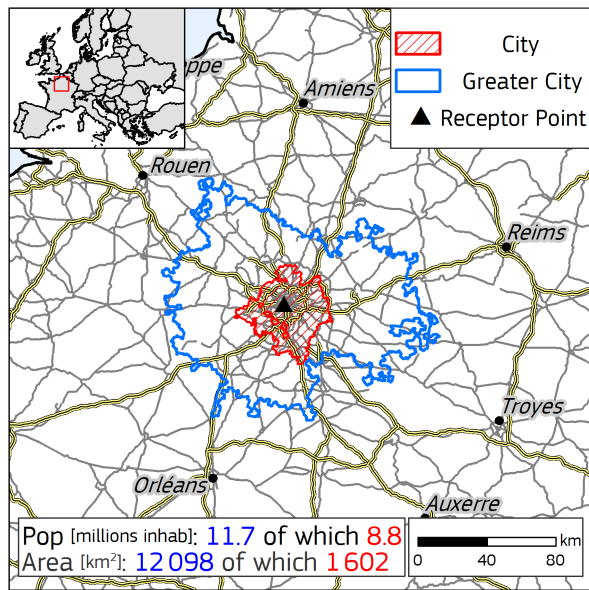 City
Greater City
Receptor Point
ppe
Amiens
Rouen
Reims
Troyes
Orléans
Auxerre
Pop [millions inhab]: 11.7 of which 8.8
Area [km²]: 12 098 of which 1 602
km
0 40 80